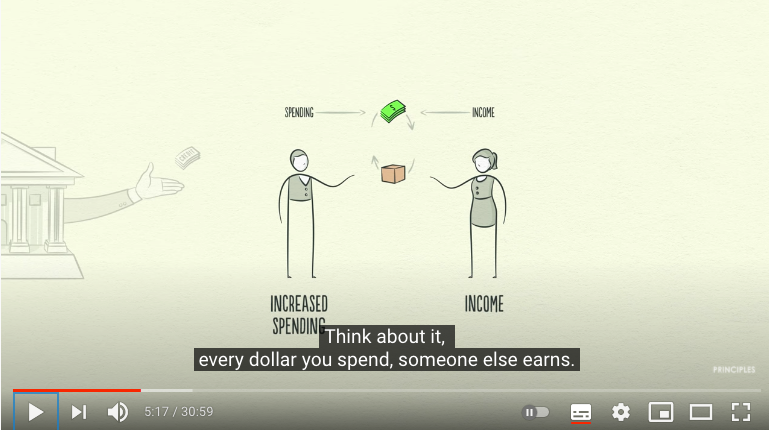 SPENDING
INCOME
CREDIT
INCREASED
SPENDING
INCOME
Think about it,
every dollar you spend, someone else earns.
PRINCIPLES
5:17 / 30:59